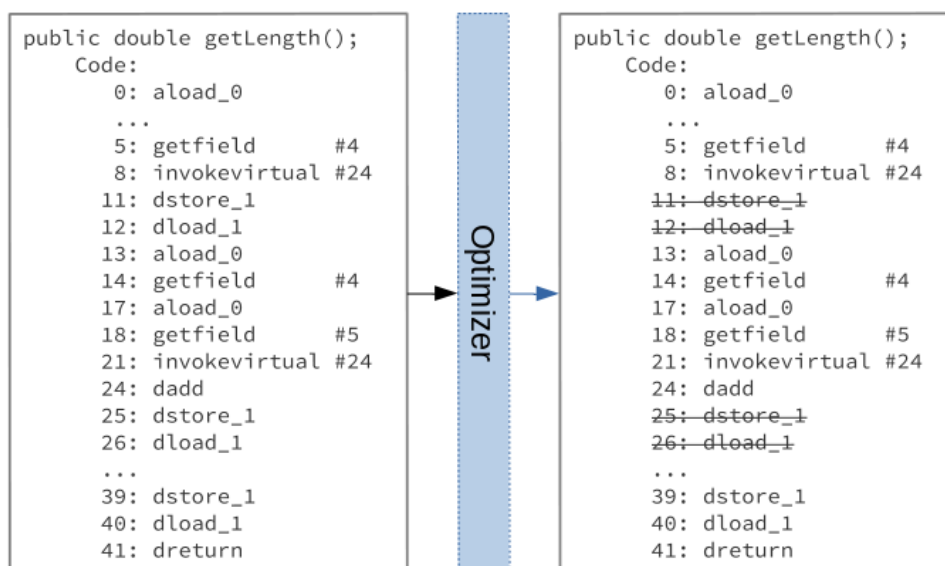 public double getLength();
Code:
0: aload_0
...
5: getfield #4
8: invokevirtual #24
11: dstore_1
12: dload_1
13: aload_0
14: getfield #4
17: aload_0
18: getfield #5
21: invokevirtual #24
24: dadd
25: dstore_1
26: dload_1
...
39: dstore_1
40: dload_1
41: dreturn
Optimizer
public double getLength();
Code:
0: aload_0
...
5: getfield #4
8: invokevirtual #24
11: dstore_1
12: dload_1
13: aload_0
14: getfield #4
17: aload_0
18: getfield #5
21: invokevirtual #24
24: dadd
25: dstore_1
26: dload_1
...
39: dstore_1
40: dload_1
41: dreturn